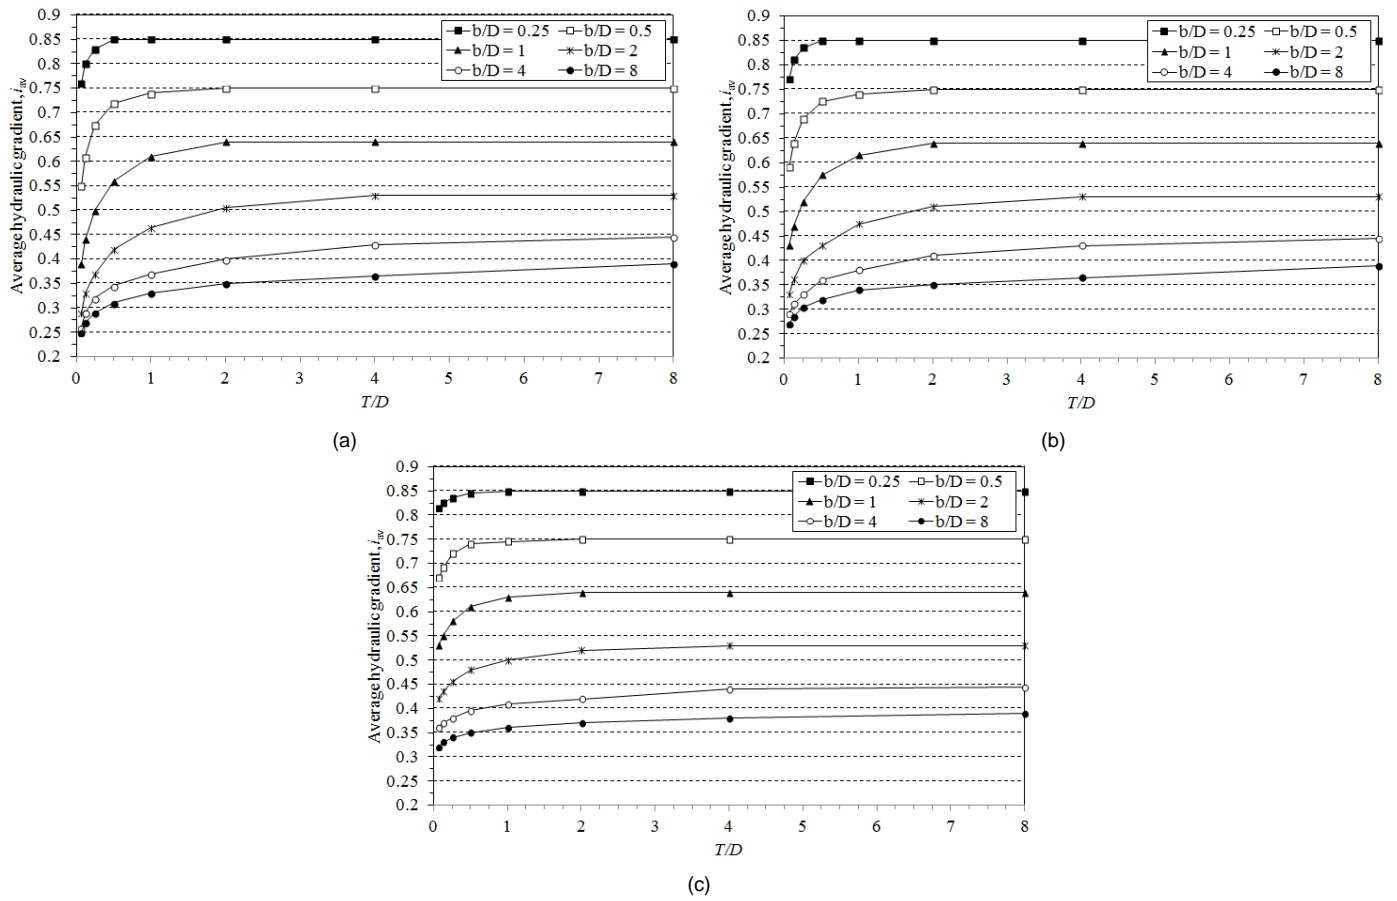 0.9
0.85
0.8
0.75
0.7
0.65
0.6
0.55
0.5
0.45
0.4
0.35
0.3
0.25
0.2
Average hydraulic gradient, iav
b/D = 0.25 b/D = 0.5
b/D = 1 b/D = 2
b/D = 4 b/D = 8
0 1 2 3 4 5 6 7 8
T/D
(a)
0.9
0.85
0.8
0.75
0.7
0.65
0.6
0.55
0.5
0.45
0.4
0.35
0.3
0.25
0.2
Average hydraulic gradient, iav
b/D = 0.25 b/D = 0.5
b/D = 1 b/D = 2
b/D = 4 b/D = 8
0 1 2 3 4 5 6 7 8
T/D
(b)
0.9
0.85
0.8
0.75
0.7
0.65
0.6
0.55
0.5
0.45
0.4
0.35
0.3
0.25
0.2
Average hydraulic gradient, iav
b/D = 0.25 b/D = 0.5
b/D = 1 b/D = 2
b/D = 4 b/D = 8
0 1 2 3 4 5 6 7 8
T/D
(c)